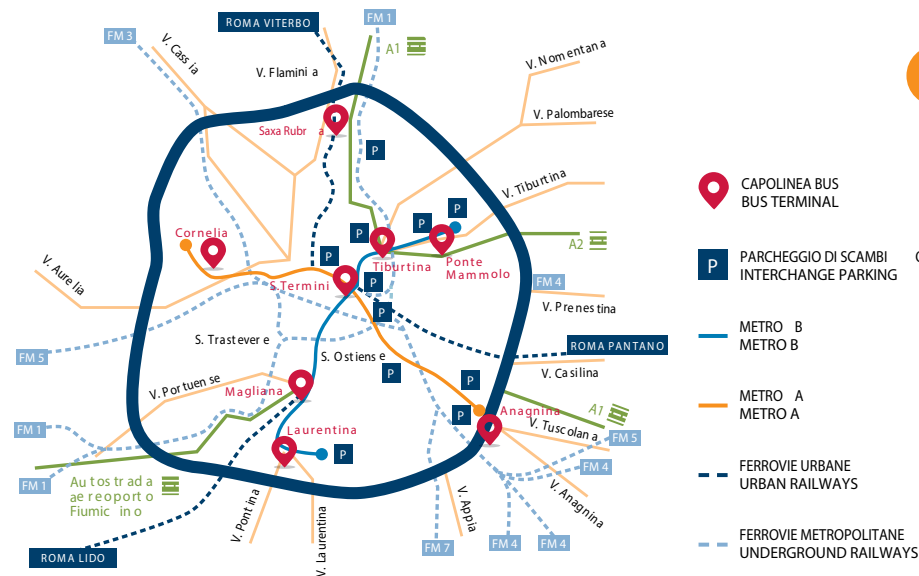 FM 3
ROMA VITERBO
FM 1
A1
V. Cassia
V. Flaminia
V. Nomentana
V. Palombarese
Saxa Rubra
P
P
P
P
P
P
P
P
P
P
P
V. Tiburtina
A2
Cornelia
Tiburtina
Ponte
Mammolo
S.Termini
V. Aurelia
FM 4
V. Prenestina
S. Trastevere
S. Ostiense
ROMA PANTANO
FM 5
V. Casilina
V. Portuense
Magliana
Anagnina
A1
Laurentina
V. Tuscolana
FM 5
FM 1
FM 4
FM 1
Autostrada
aereoporto
Fiumicino
V. Pontina
V. Laurentina
V. Appia
V. Anagnina
FM 7
FM 4
FM 4
ROMA LIDO
CAPOLINEA BUS
BUS TERMINAL
P
PARCHEGGIO DI SCAMBI C
INTERCHANGE PARKING
METRO B
METRO B
METRO A
METRO A
FERROVIE URBANE
URBAN RAILWAYS
FERROVIE METROPOLITANE
UNDERGROUND RAILWAYS